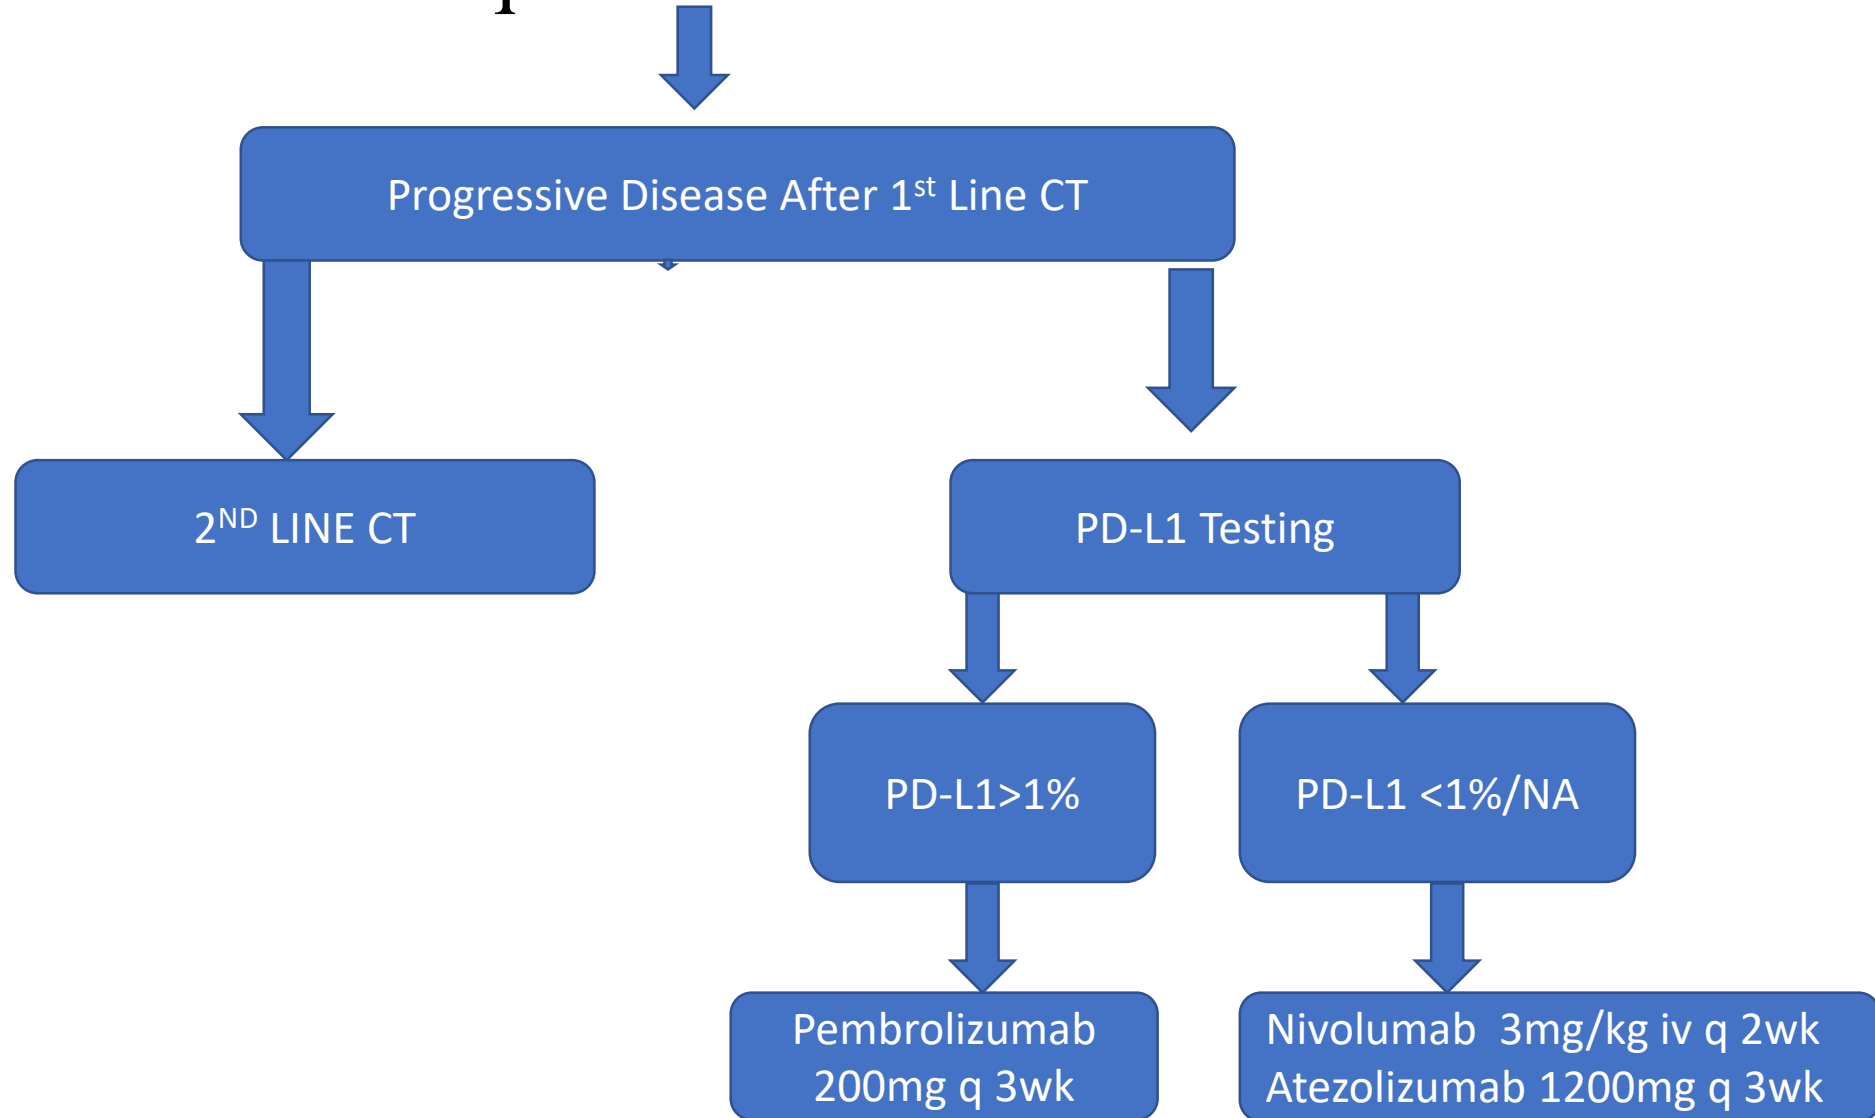 Progressive Disease After 1st Line CT
2ND LINE CT
PD-L1 Testing
PD-L1>1%
PD-L1 <1%/NA
Pembrolizumab
200mg q 3wk
Nivolumab 3mg/kg iv q 2wk
Atezolizumab 1200mg q 3wk